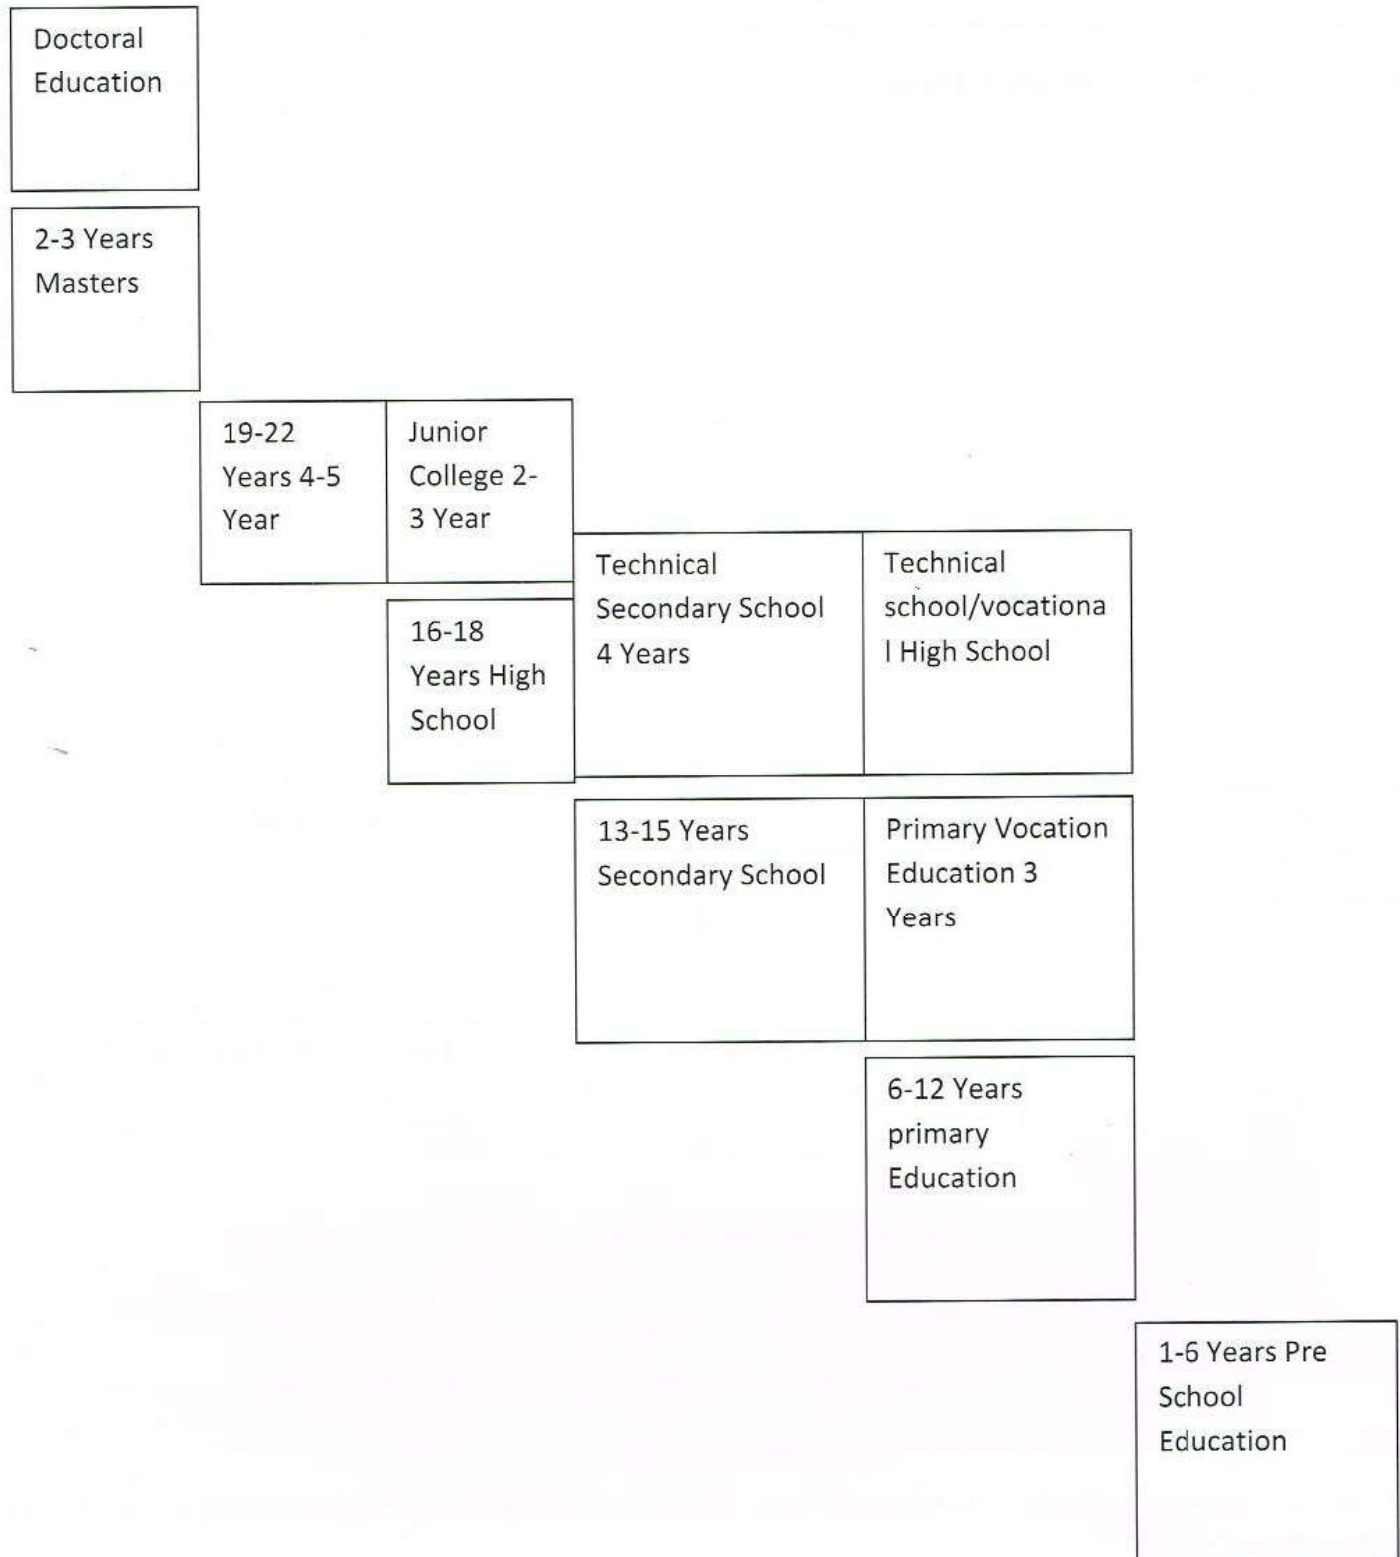 Doctoral
Education
2-3 Years
Masters
19-22
Years 4-5
Year
Junior
College 2-
3 Year
16-18
Years High
School
Technical
Secondary School
4 Years
Technical
school/vocationa
l High School
13-15 Years
Secondary School
Primary Vocation
Education 3
Years
6-12 Years
primary
Education
1-6 Years Pre
School
Education